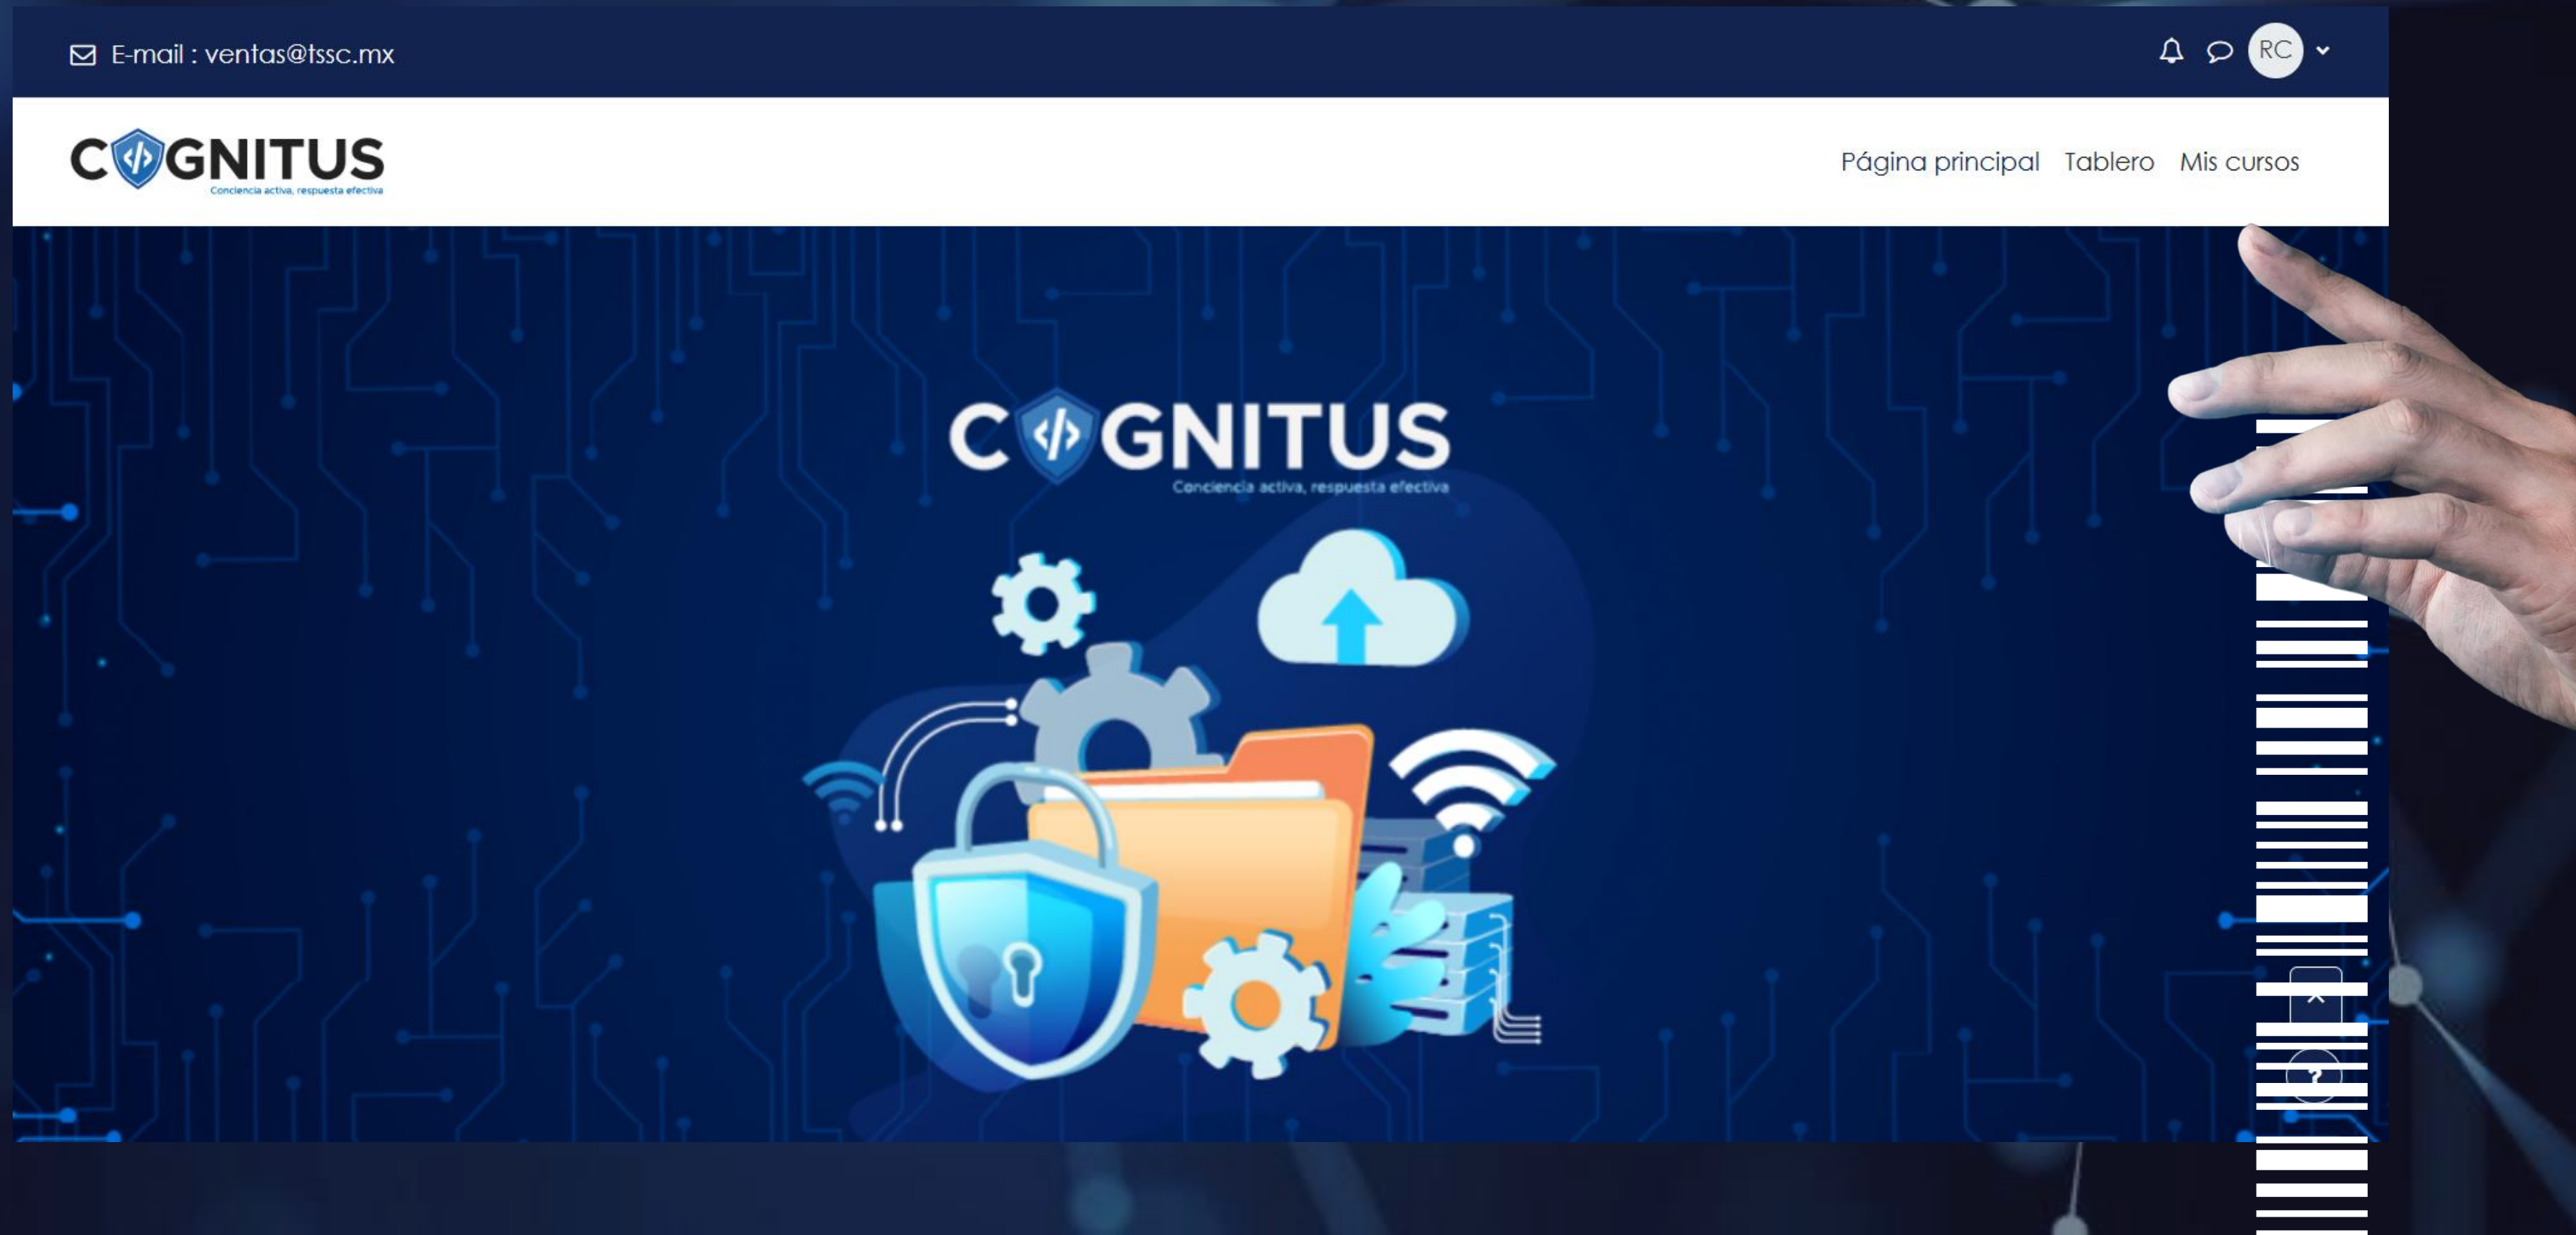 E-mail : ventas@tssc.mx
RC
COGNITUS
Conciencia activa, respuesta efectiva
Página principal Tablero Mis cursos
COGNITUS
Conciencia activa, respuesta efectiva
?